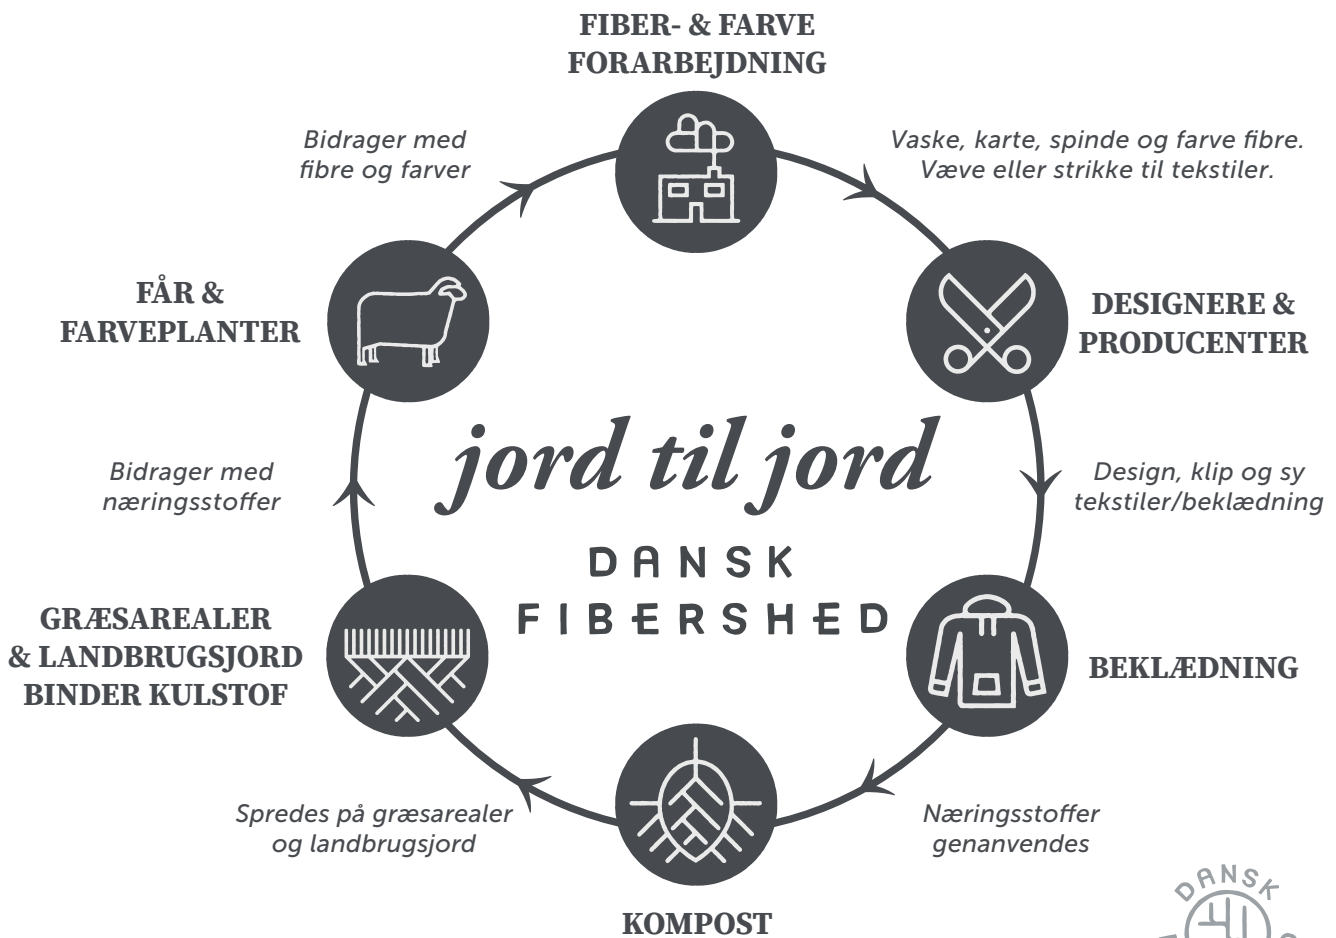 FIBER- & FARVE
FORARBEJDNING
Bidrager med
fibre og farver
Vaske, karte, spinde og farve fibre.
Væve eller strikke til tekstiler.
FÅR &
FARVEPLANTER
DESIGNERE &
PRODUCENTER
jord til jord
Bidrager med
næringsstoffer
Design, klip og sy
tekstiler/beklædning
DANSK
FIBERSHED
GRÆSAREALER
& LANDBRUGSJORD
BINDER KULSTOF
BEKLÆDNING
Spredes på græsarealer
og landbrugsjord
Næringsstoffer
genanvendes
KOMPOST
DANSK